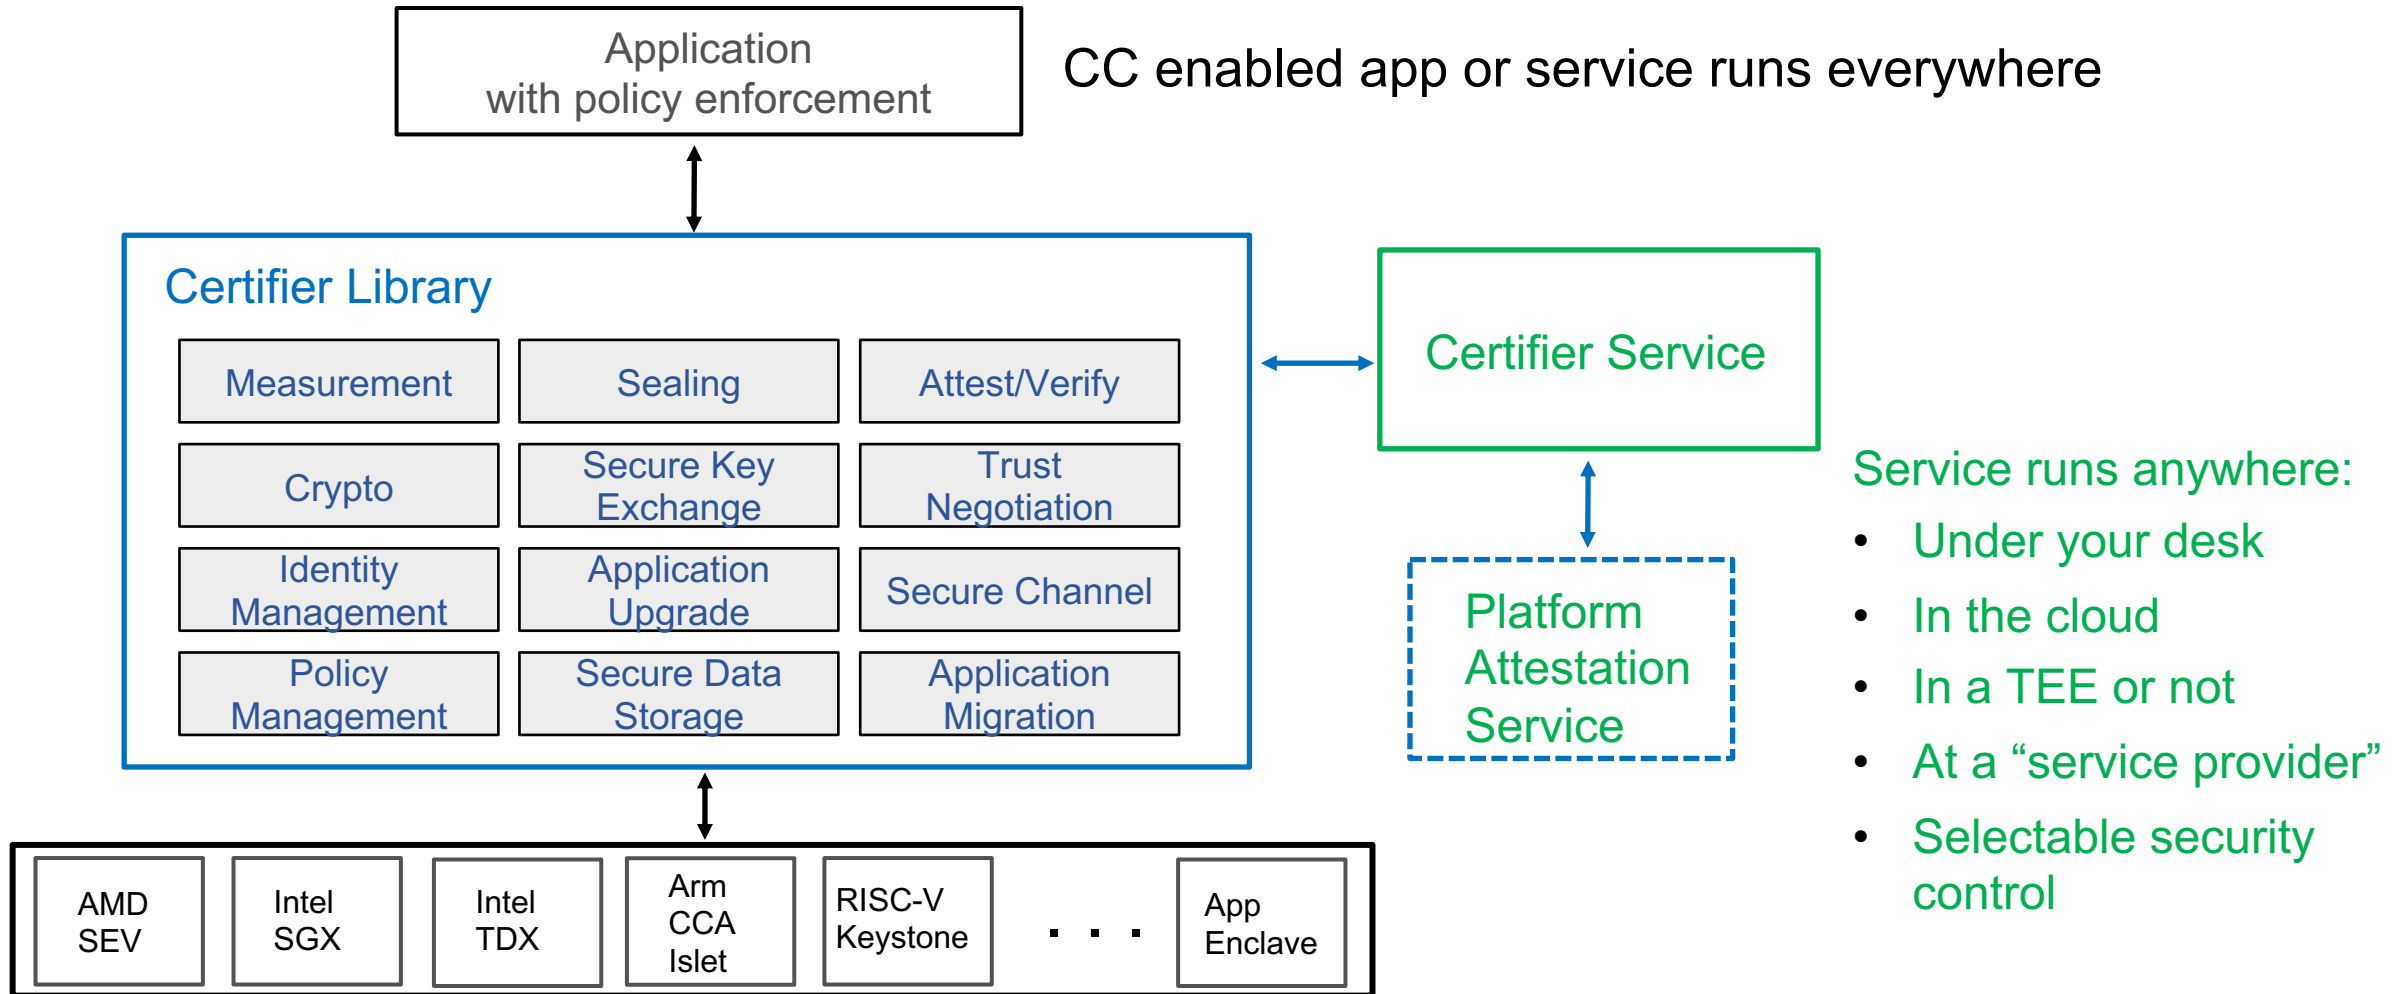 Application
with policy enforcement
CC enabled app or service runs everywhere
Certifier Library
Measurement
Sealing
Attest/Verify
Crypto
Secure Key
Exchange
Trust
Negotiation
Identity
Management
Application
Upgrade
Secure Channel
Policy
Management
Secure Data
Storage
Application
Migration
Certifier Service
Platform
Attestation
Service
Service runs anywhere:
• Under your desk
• In the cloud
• In a TEE or not
• At a “service provider”
• Selectable security
control
AMD
SEV
Intel
SGX
Intel
TDX
Arm
CCA
Islet
RISC-V
Keystone
. . .
App
Enclave